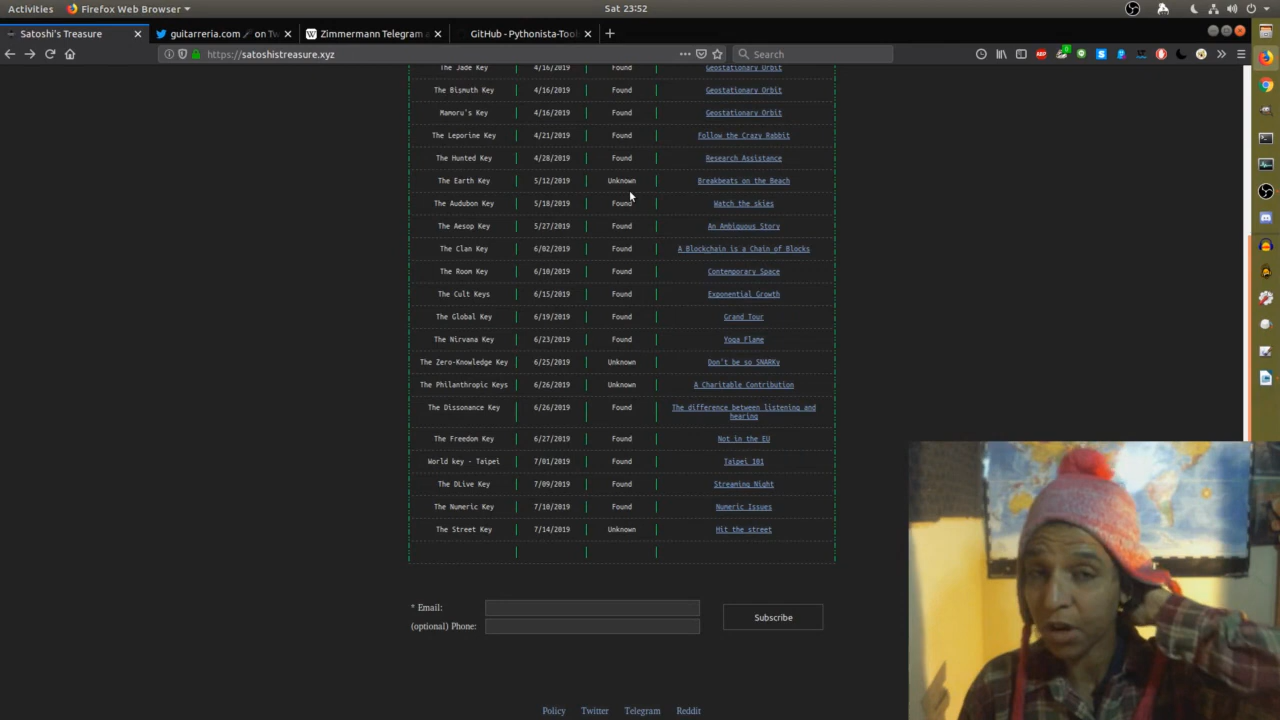 Activities Firefox Web Browser Sat 23:52
Satoshi's Treasure guitarreria.com on Tw Zimmermann Telegram a GitHub - Pythonista-Tool
https://satoshistreasure.xyz Search
The Jade Key 4/16/2019 Found Geostationary Orbit
The Bismuth Key 4/16/2019 Found Geostationary Orbit
Mamoru's Key 4/16/2019 Found Geostationary Orbit
The Leporine Key 4/21/2019 Found Follow the Crazy Rabbit
The Hunted Key 4/28/2019 Found Research Assistance
The Earth Key 5/12/2019 Unknown Breakbeats on the Beach
The Audubon Key 5/18/2019 Found Watch the skies
The Aesop Key 5/27/2019 Found An Ambiguous Story
The Clan Key 6/02/2019 Found A Blockchain is a Chain of Blocks
The Room Key 6/10/2019 Found Contemporary Space
The Cult Keys 6/15/2019 Found Exponential Growth
The Global Key 6/19/2019 Found Grand Tour
The Nirvana Key 6/23/2019 Found Yoga Flame
The Zero-Knowledge Key 6/25/2019 Unknown Don't be so SNARKy
The Philanthropic Keys 6/26/2019 Unknown A Charitable Contribution
The Dissonance Key 6/26/2019 Found The difference between listening and
hearing
The Freedom Key 6/27/2019 Found Not in the EU
World key - Taipei 7/01/2019 Found Taipei 101
The DLive Key 7/09/2019 Found Streaming Night
The Numeric Key 7/10/2019 Found Numeric Issues
The Street Key 7/14/2019 Unknown Hit the street
* Email:
Subscribe
(optional) Phone:
Policy Twitter Telegram Reddit